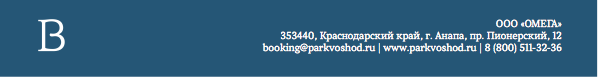 B
ООО «ОМЕГА»
353440, Краснодарский край, г. Анапа, пр. Пионерский, 12
booking@parkvoshod.ru | www.parkvoshod.ru | 8 (800) 511-32-36